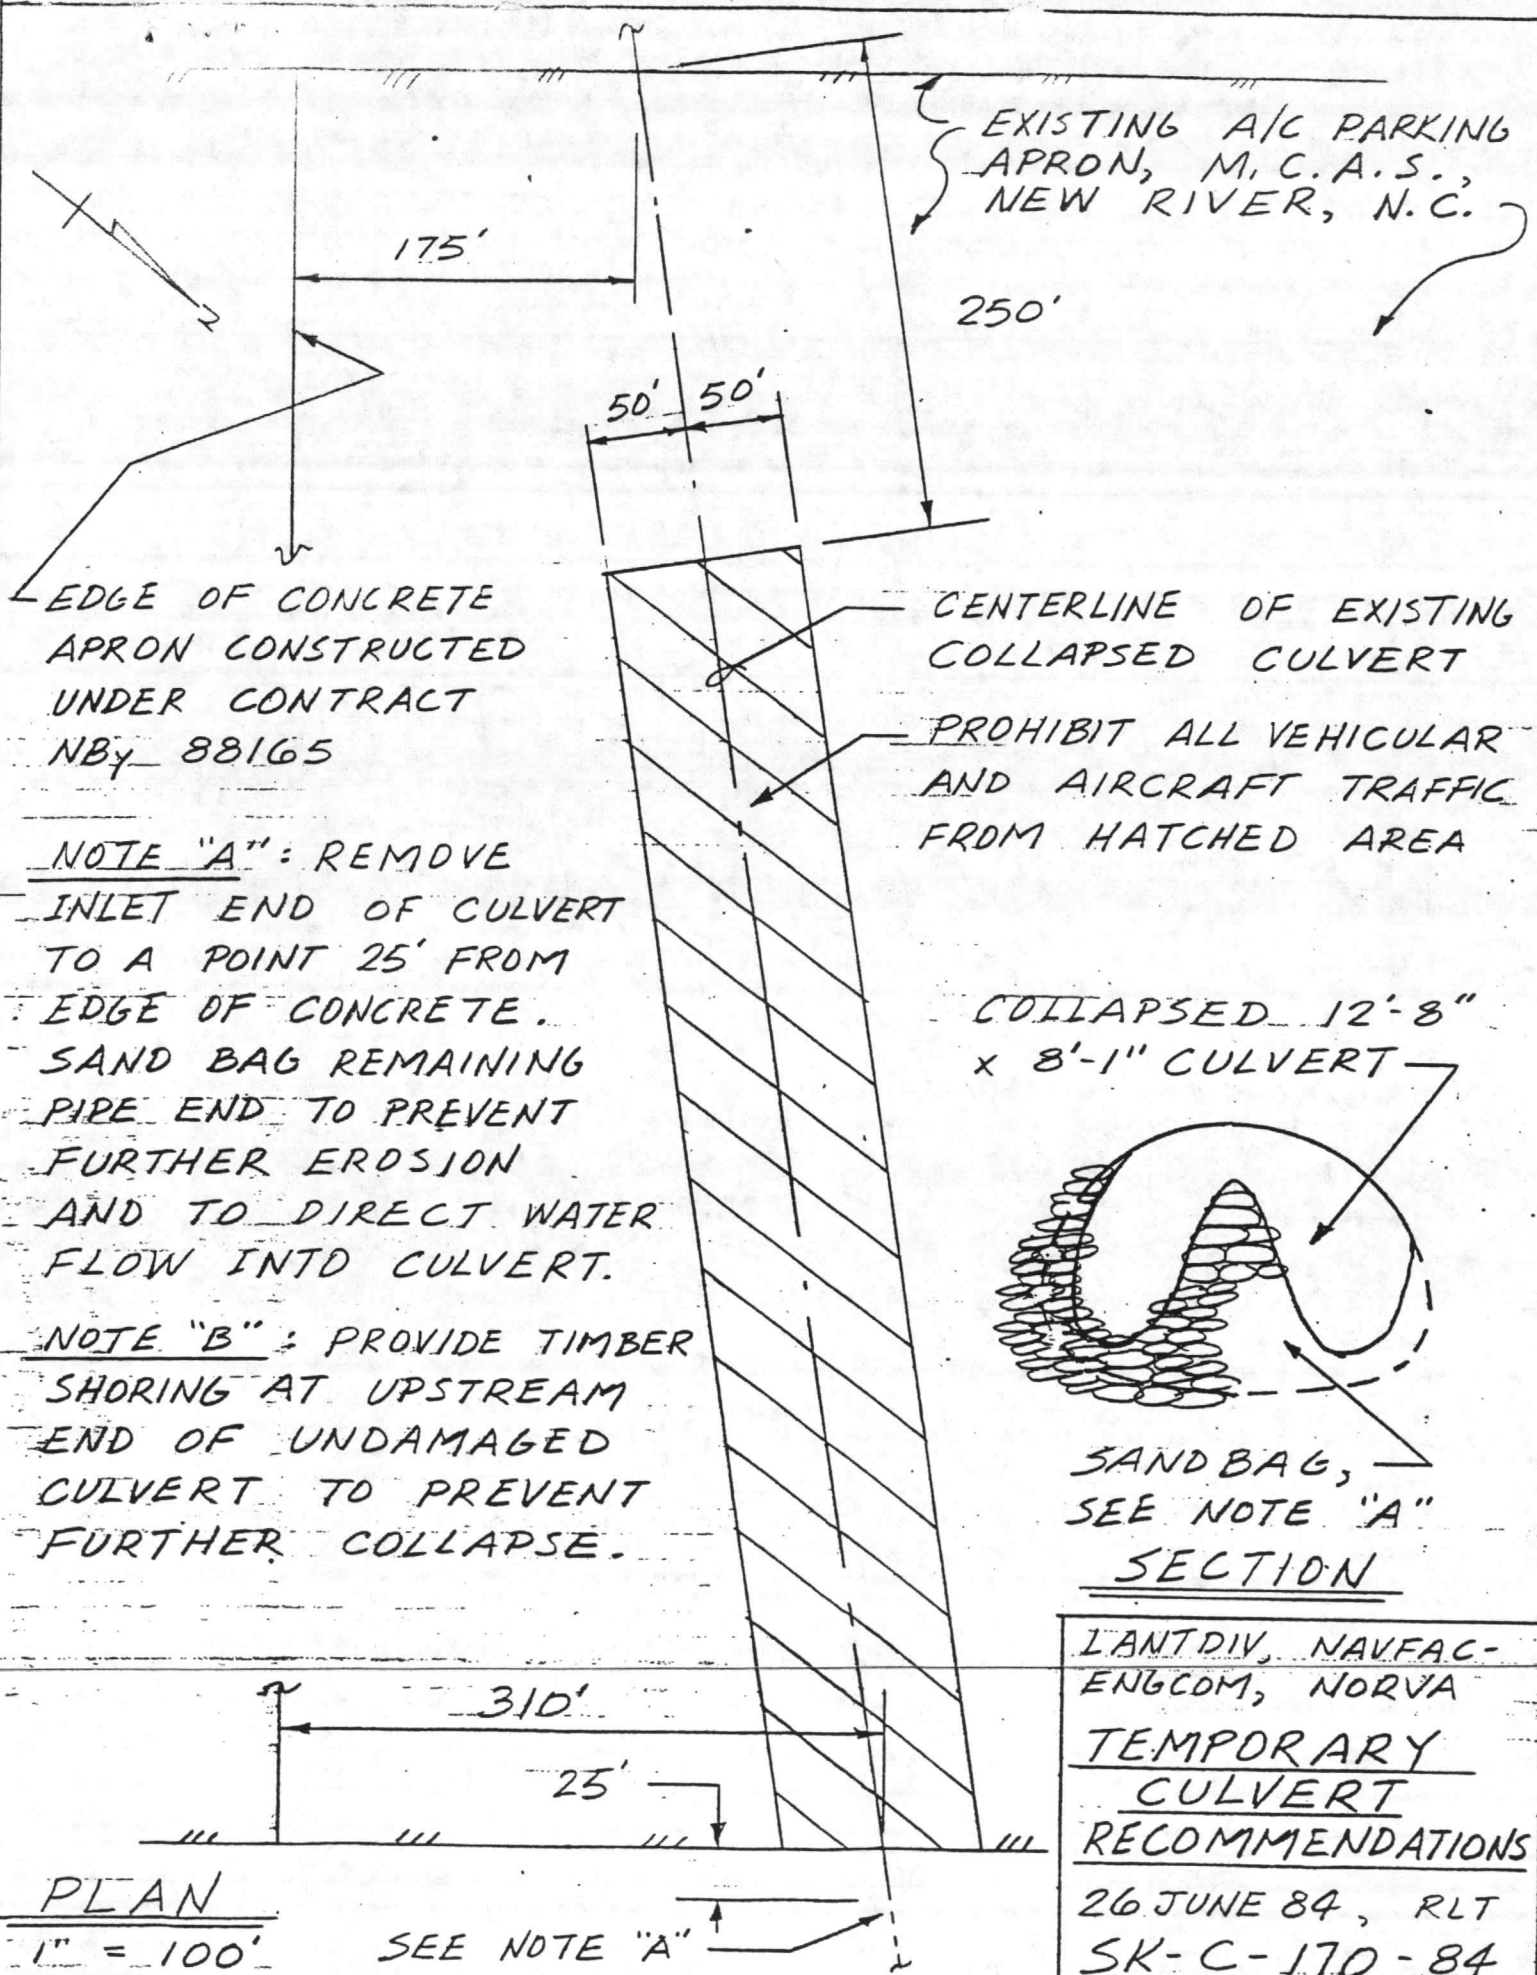 EXISTING A/C PARKING
APRON, M.C.A.S.,
NEW RIVER, N.C.
175'
250'
50' 50'
EDGE OF CONCRETE
APRON CONSTRUCTED
UNDER CONTRACT
NBy 88165
CENTERLINE OF EXISTING
COLLAPSED CULVERT
PROHIBIT ALL VEHICULAR
AND AIRCRAFT TRAFFIC
FROM HATCHED AREA
NOTE "A": REMOVE
INLET END OF CULVERT
TO A POINT 25' FROM
EDGE OF CONCRETE.
SAND BAG REMAINING
PIPE END TO PREVENT
FURTHER EROSION
AND TO DIRECT WATER
FLOW INTO CULVERT.
NOTE "B": PROVIDE TIMBER
SHORING AT UPSTREAM
END OF UNDAMAGED
CULVERT TO PREVENT
FURTHER COLLAPSE.
COLLAPSED 12'-8"
x 8'-1" CULVERT
SANDBAG,
SEE NOTE "A"
SECTION
310'
25'
PLAN
1" = 100'
SEE NOTE "A"
LANTDIV, NAVFAC-
ENGCOM, NORVA
TEMPORARY
CULVERT
RECOMMENDATIONS
26 JUNE 84, RLT
SK-C-170-84